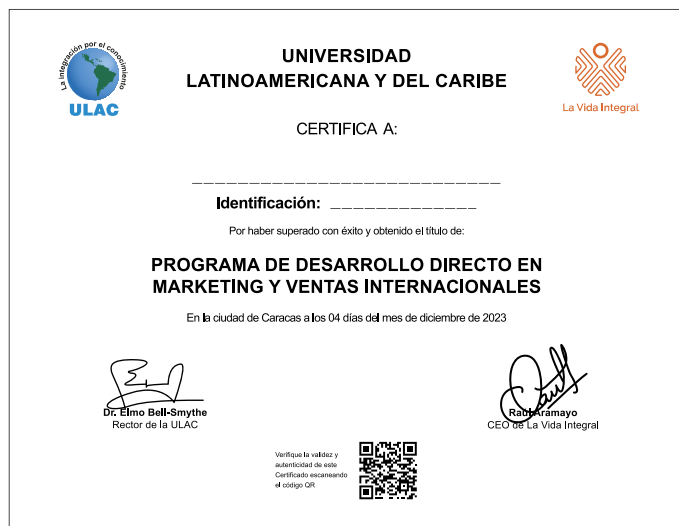 La integración por el conocimiento
ULAC
UNIVERSIDAD
LATINOAMERICANA Y DEL CARIBE
La Vida Integral
CERTIFICA A:
____________________________
Identificación: _____________
Por haber superado con éxito y obtenido el título de:
PROGRAMA DE DESARROLLO DIRECTO EN
MARKETING Y VENTAS INTERNACIONALES
En la ciudad de Caracas a los 04 días del mes de diciembre de 2023
Dr. Elmo Bell-Smythe
Rector de la ULAC
Raúl Aramayo
CEO de La Vida Integral
Verifique la validez y
autenticidad de este
Certificado escaneando
el código QR